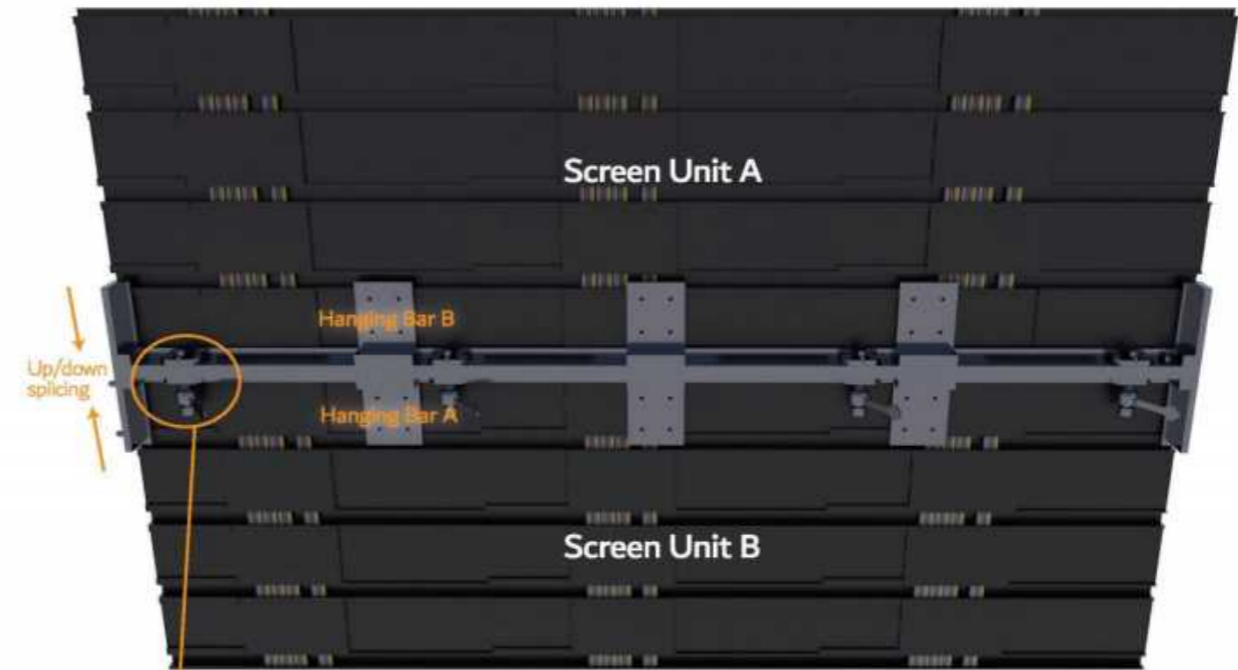 Screen Unit A
Hanging Bar B
Up/down
splicing
Hanging Bar A
Screen Unit B